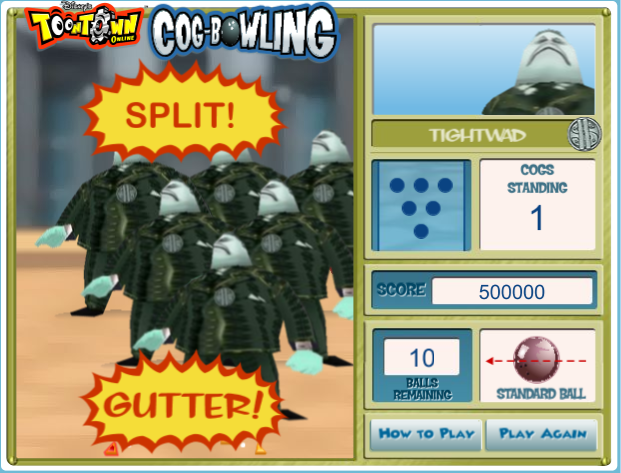 Disney's
TOONTOWN
ONLINE
COG-BOWLING
SPLIT!
TIGHTWAD
COGS
STANDING
1
SCORE 500000
10
BALLS
REMAINING
STANDARD BALL
GUTTER!
HOW TO PLAY
PLAY AGAIN